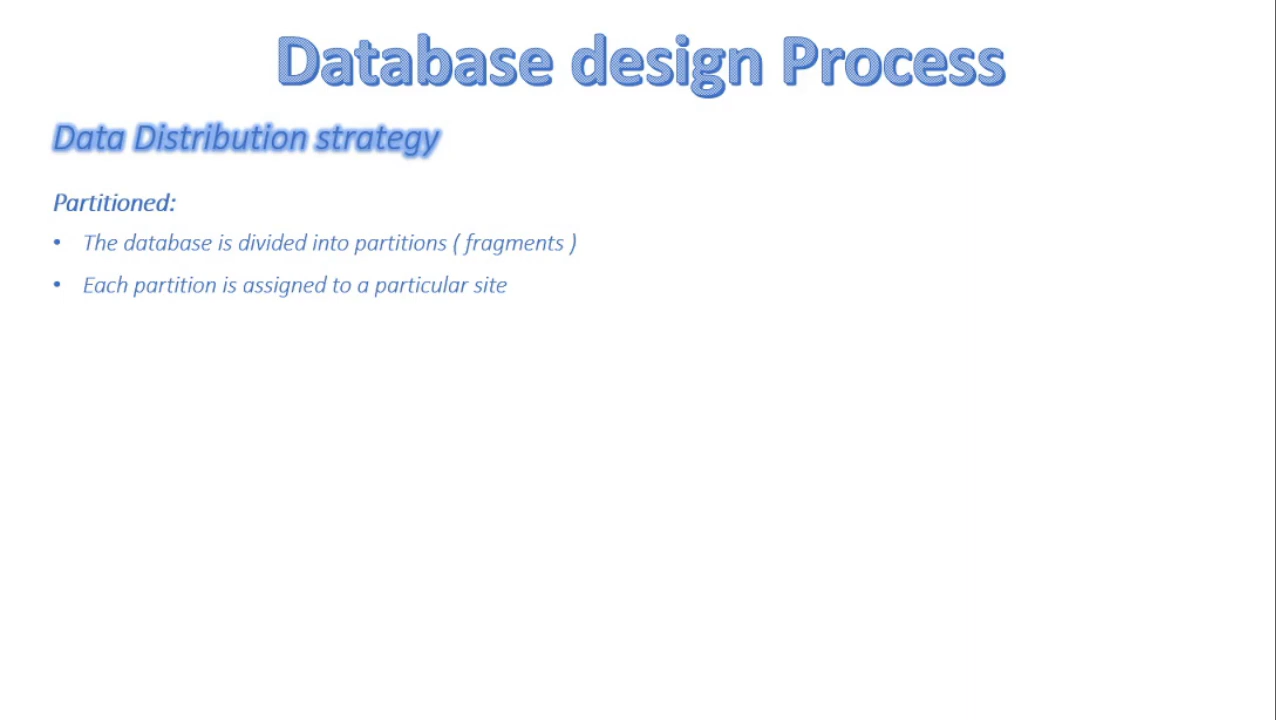 Database design Process
Data Distribution strategy
Partitioned:
• The database is divided into partitions ( fragments )
• Each partition is assigned to a particular site